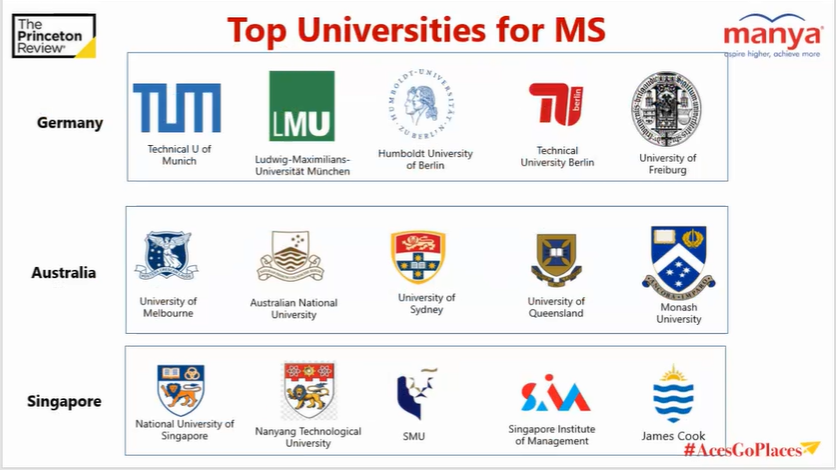 The
Princeton
Review®
Top Universities for MS
manya®
aspire higher, achieve more
Germany
TUM
Technical U of
Munich
LMU
Ludwig-Maximilians-
Universität München
HUMBOLDT-UNIVERSITÄT
ZU BERLIN
Humboldt University
of Berlin
berlin
Technical
University Berlin
University of
Freiburg
Australia
University of
Melbourne
Australian National
University
University of
Sydney
University of
Queensland
ANCORA IMPARO
Monash
University
Singapore
National University of
Singapore
Nanyang Technological
University
SMU
SIM
Singapore Institute
of Management
James Cook
#AcesGoPlaces